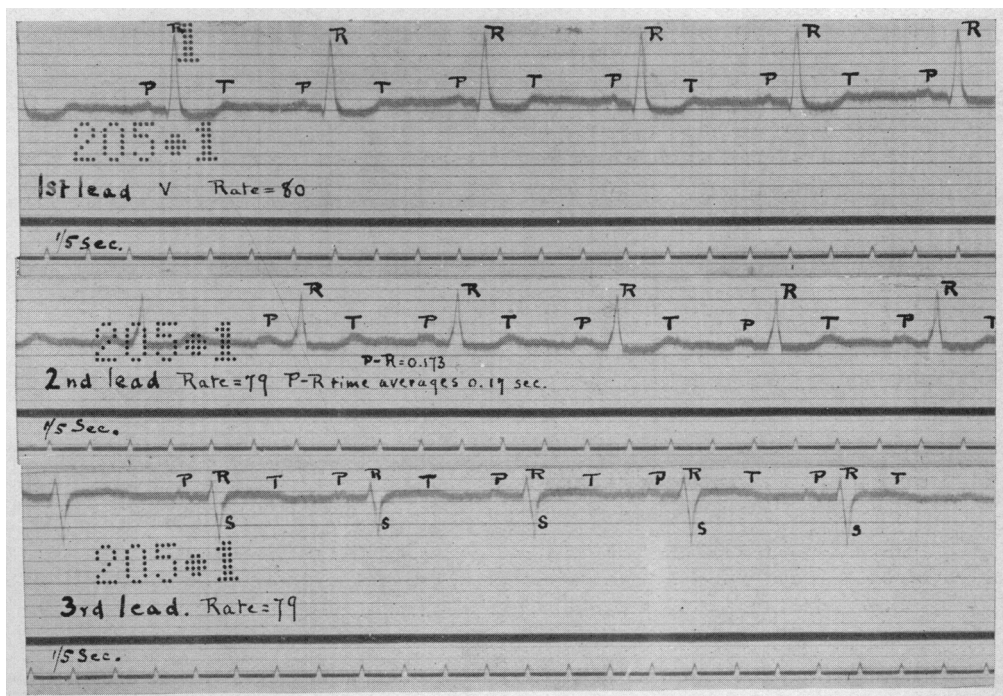 R R R R R R
1
P T P T P T P T P T P
205*1
1st lead V Rate = 80
1/5 Sec.
R R R R R
P T P T P T P T P T
205*1
P-R = 0.173
2nd lead Rate = 79 P-R time averages 0.17 sec.
1/5 Sec.
P R T P R T P R T P R T P R T
S S S S S
205*1
3rd lead. Rate = 79
1/5 Sec.